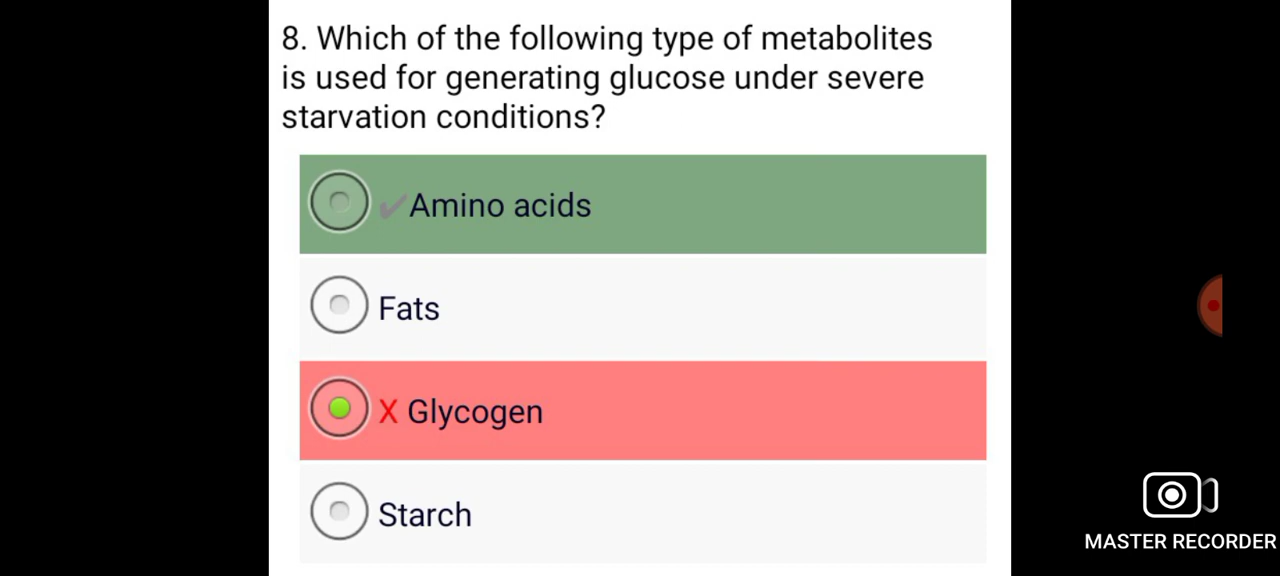 8. Which of the following type of metabolites
is used for generating glucose under severe
starvation conditions?
✔Amino acids
Fats
X Glycogen
Starch
MASTER RECORDER